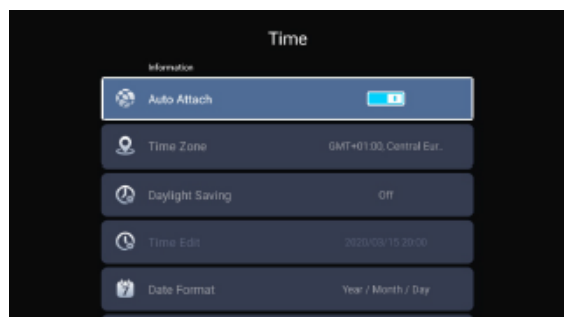 Time
Information
Auto Attach
Time Zone GMT+01:00, Central Eur..
Daylight Saving Off
Time Edit 2020/03/15 20:00
Date Format Year / Month / Day